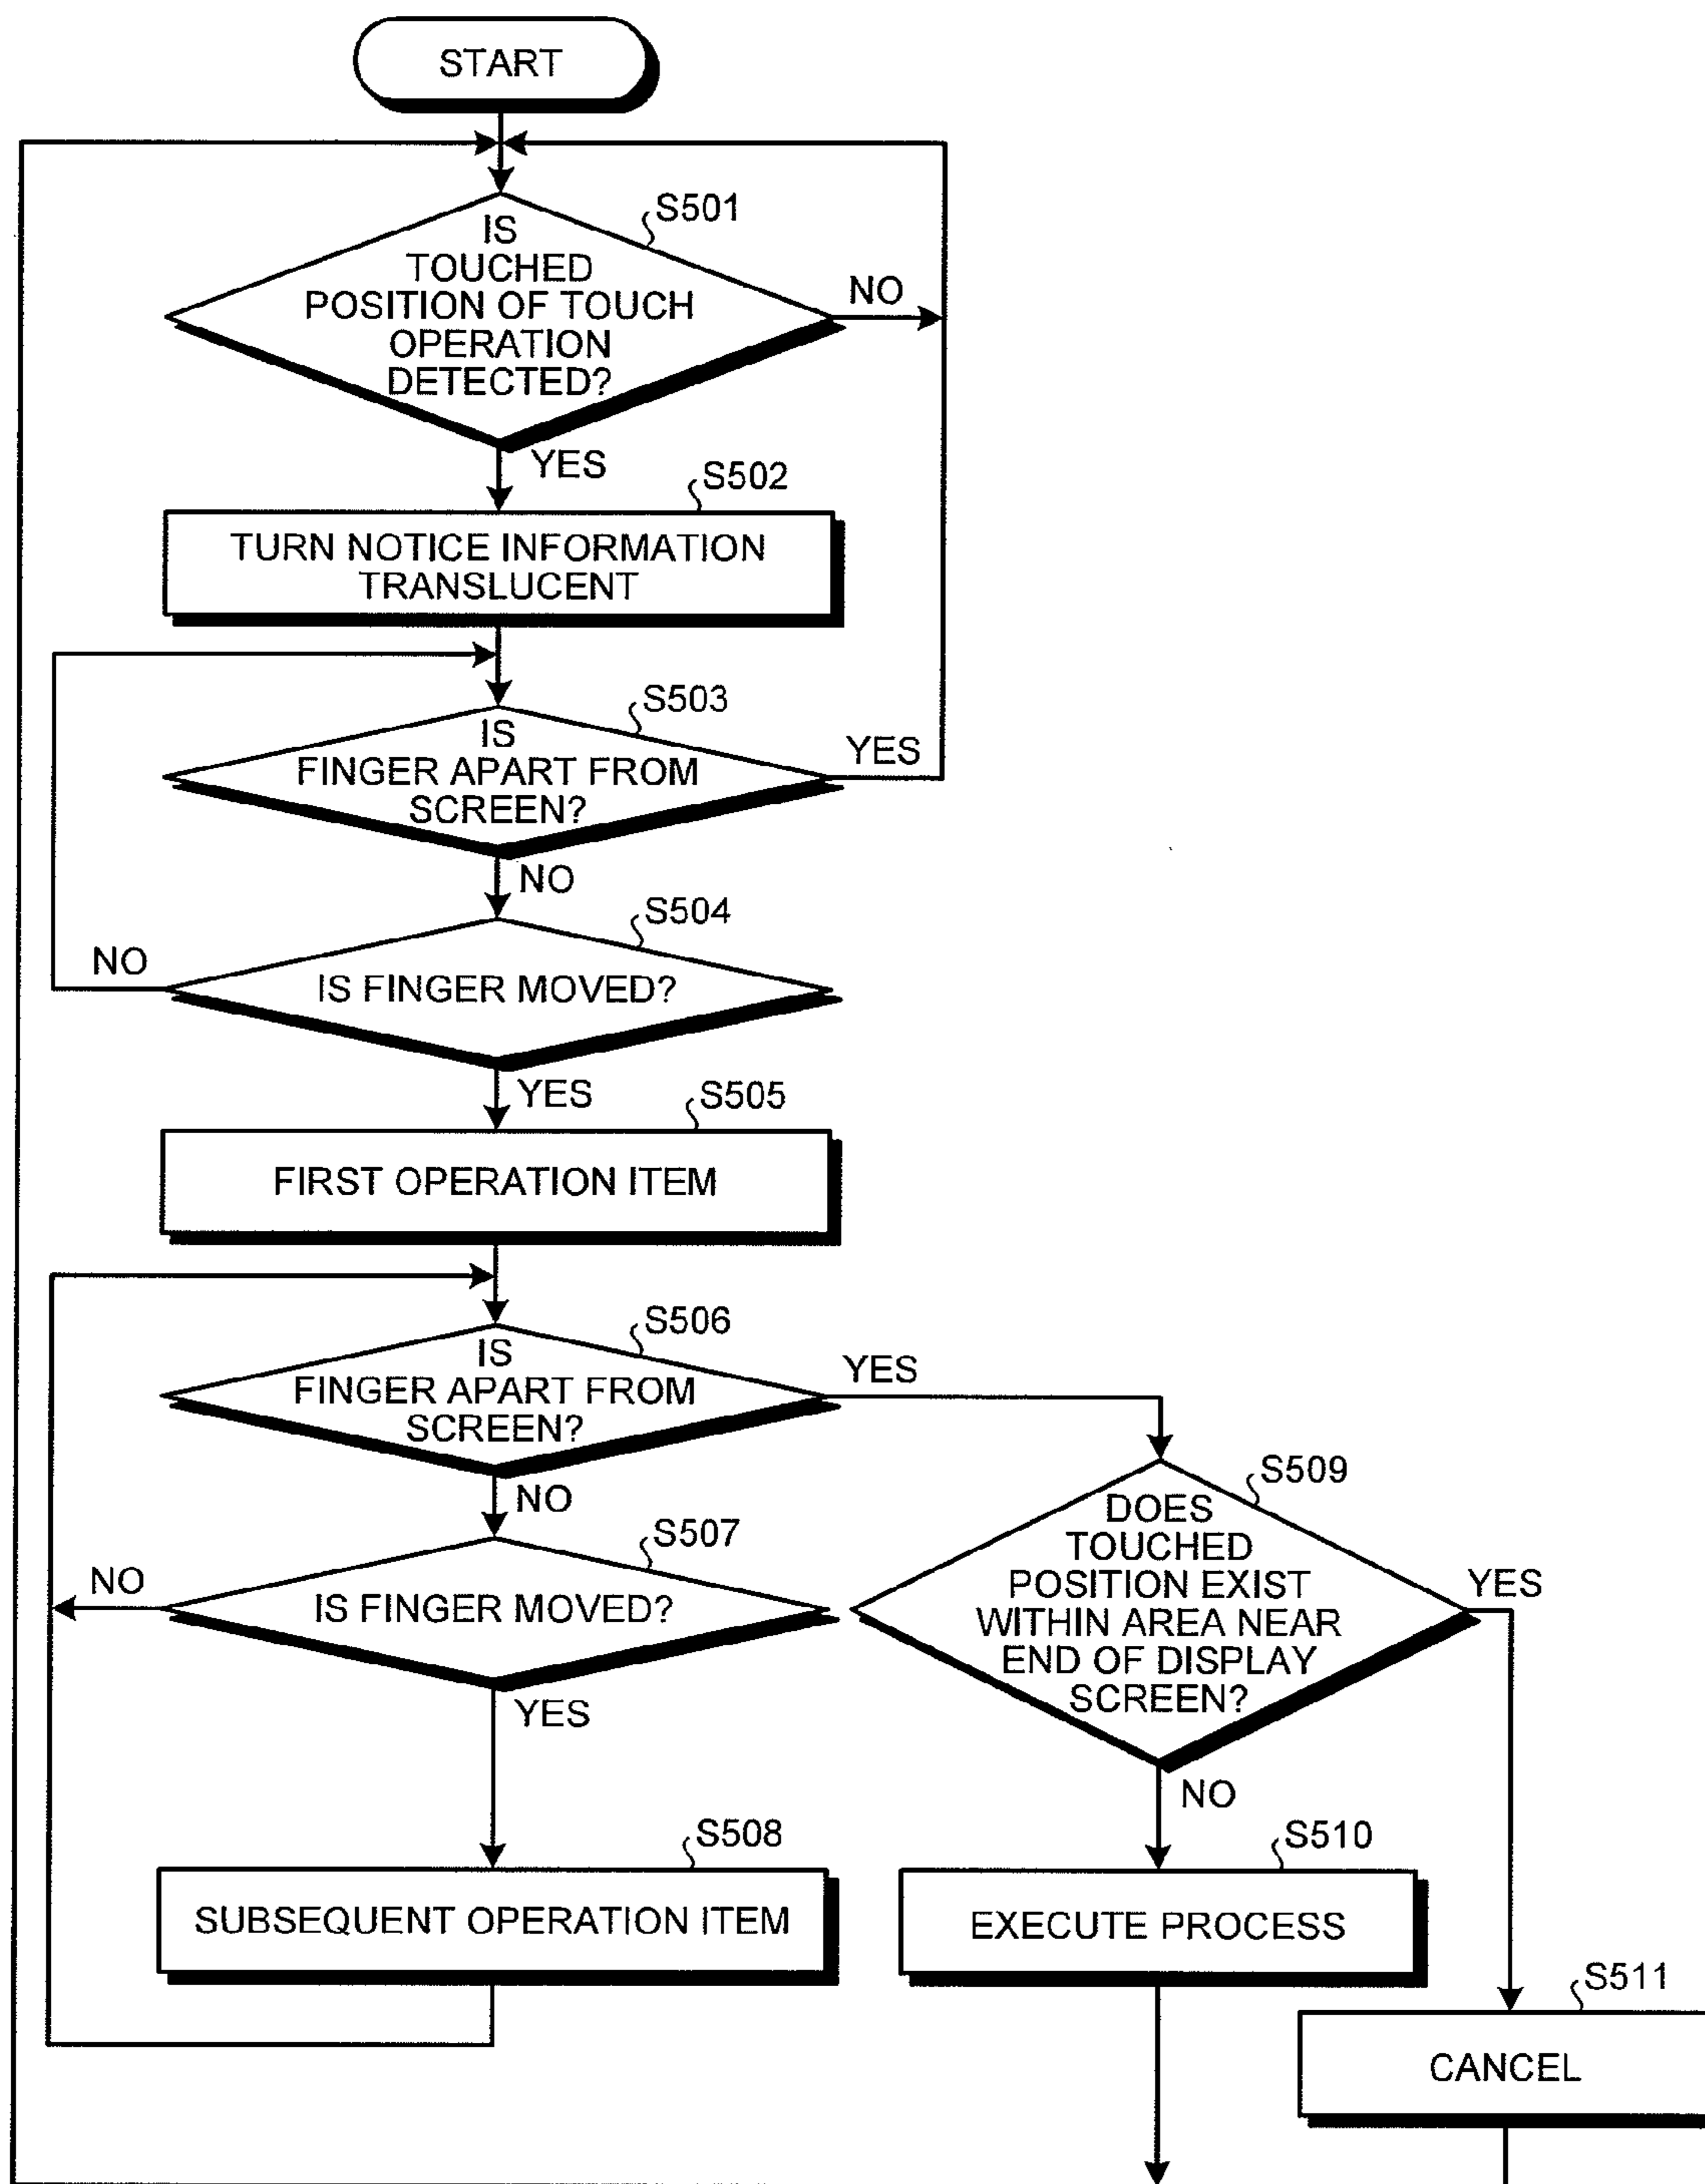 START
S501
IS
TOUCHED
POSITION OF TOUCH
OPERATION
DETECTED?
NO
YES
S502
TURN NOTICE INFORMATION
TRANSLUCENT
S503
IS
FINGER APART FROM
SCREEN?
YES
NO
S504
IS FINGER MOVED?
NO
YES
S505
FIRST OPERATION ITEM
S506
IS
FINGER APART FROM
SCREEN?
YES
NO
S507
IS FINGER MOVED?
NO
YES
S508
SUBSEQUENT OPERATION ITEM
S509
DOES
TOUCHED
POSITION EXIST
WITHIN AREA NEAR
END OF DISPLAY
SCREEN?
YES
NO
S510
EXECUTE PROCESS
S511
CANCEL